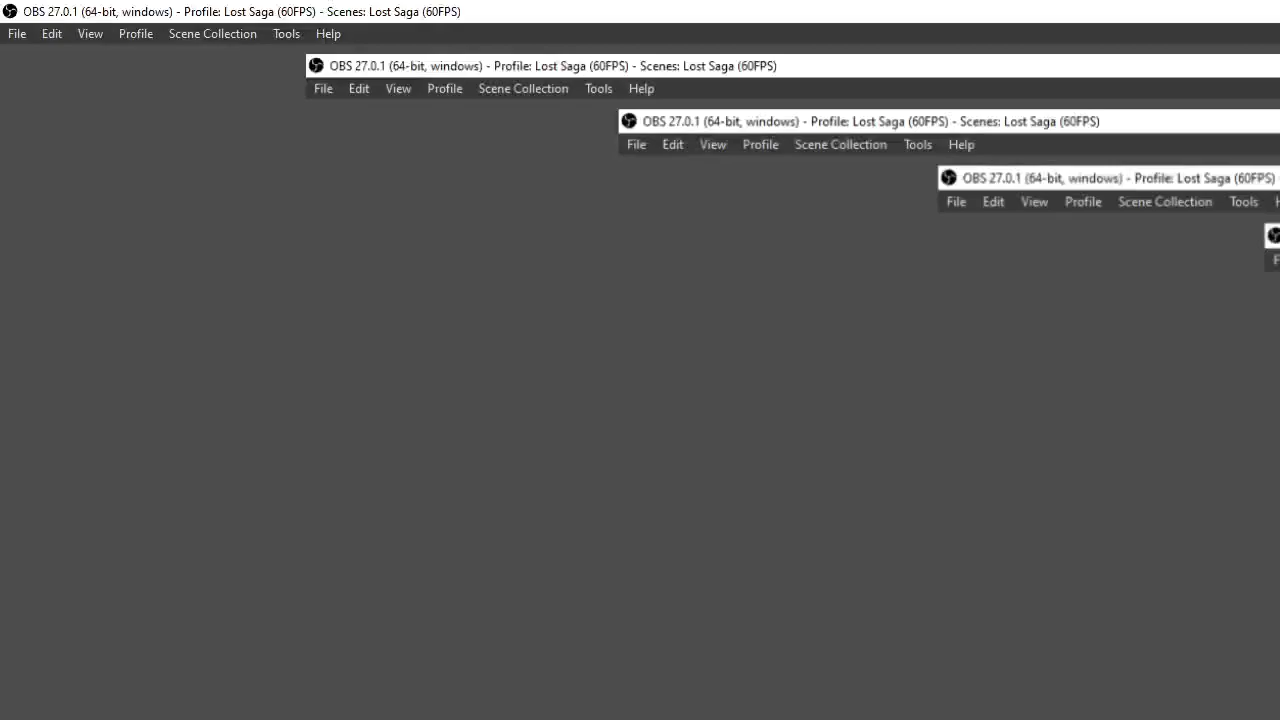 OBS 27.0.1 (64-bit, windows) - Profile: Lost Saga (60FPS) - Scenes: Lost Saga (60FPS)
File Edit View Profile Scene Collection Tools Help
OBS 27.0.1 (64-bit, windows) - Profile: Lost Saga (60FPS) - Scenes: Lost Saga (60FPS)
File Edit View Profile Scene Collection Tools Help
OBS 27.0.1 (64-bit, windows) - Profile: Lost Saga (60FPS) - Scenes: Lost Saga (60FPS)
File Edit View Profile Scene Collection Tools Help
OBS 27.0.1 (64-bit, windows) - Profile: Lost Saga (60FPS)
File Edit View Profile Scene Collection Tools